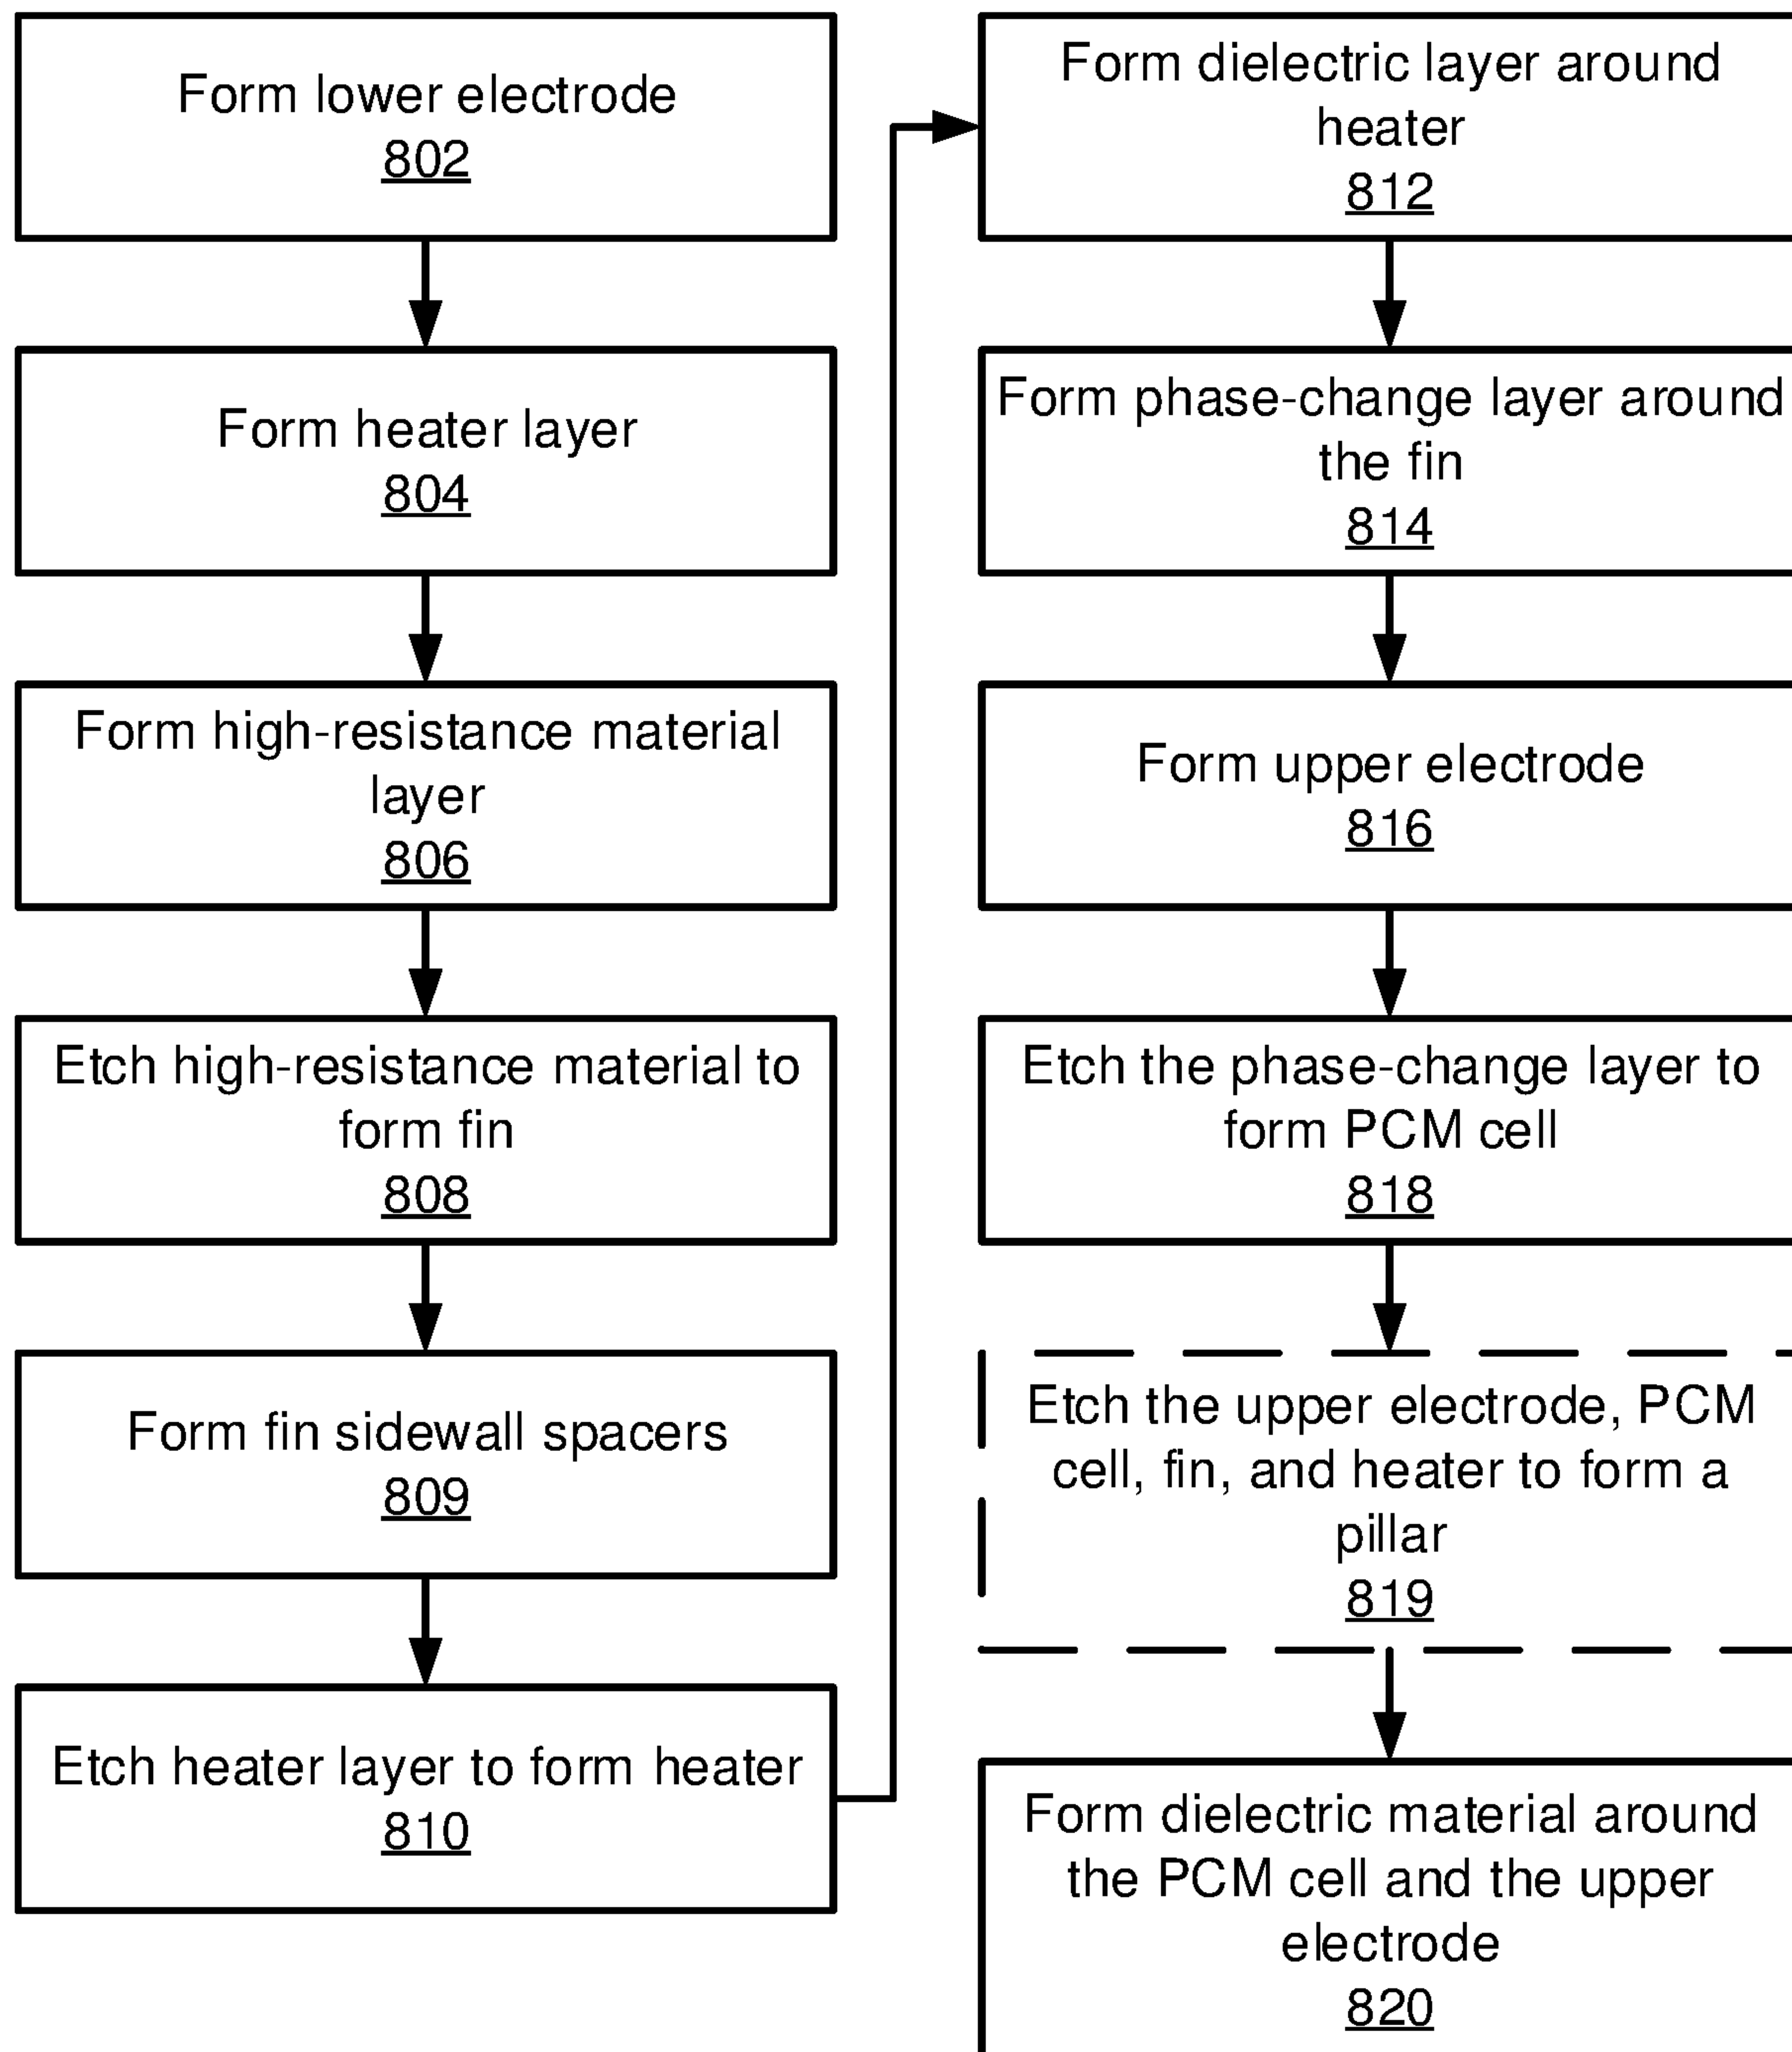 Form lower electrode
802
Form heater layer
804
Form high-resistance material
layer
806
Etch high-resistance material to
form fin
808
Form fin sidewall spacers
809
Etch heater layer to form heater
810
Form dielectric layer around
heater
812
Form phase-change layer around
the fin
814
Form upper electrode
816
Etch the phase-change layer to
form PCM cell
818
Etch the upper electrode, PCM
cell, fin, and heater to form a
pillar
819
Form dielectric material around
the PCM cell and the upper
electrode
820